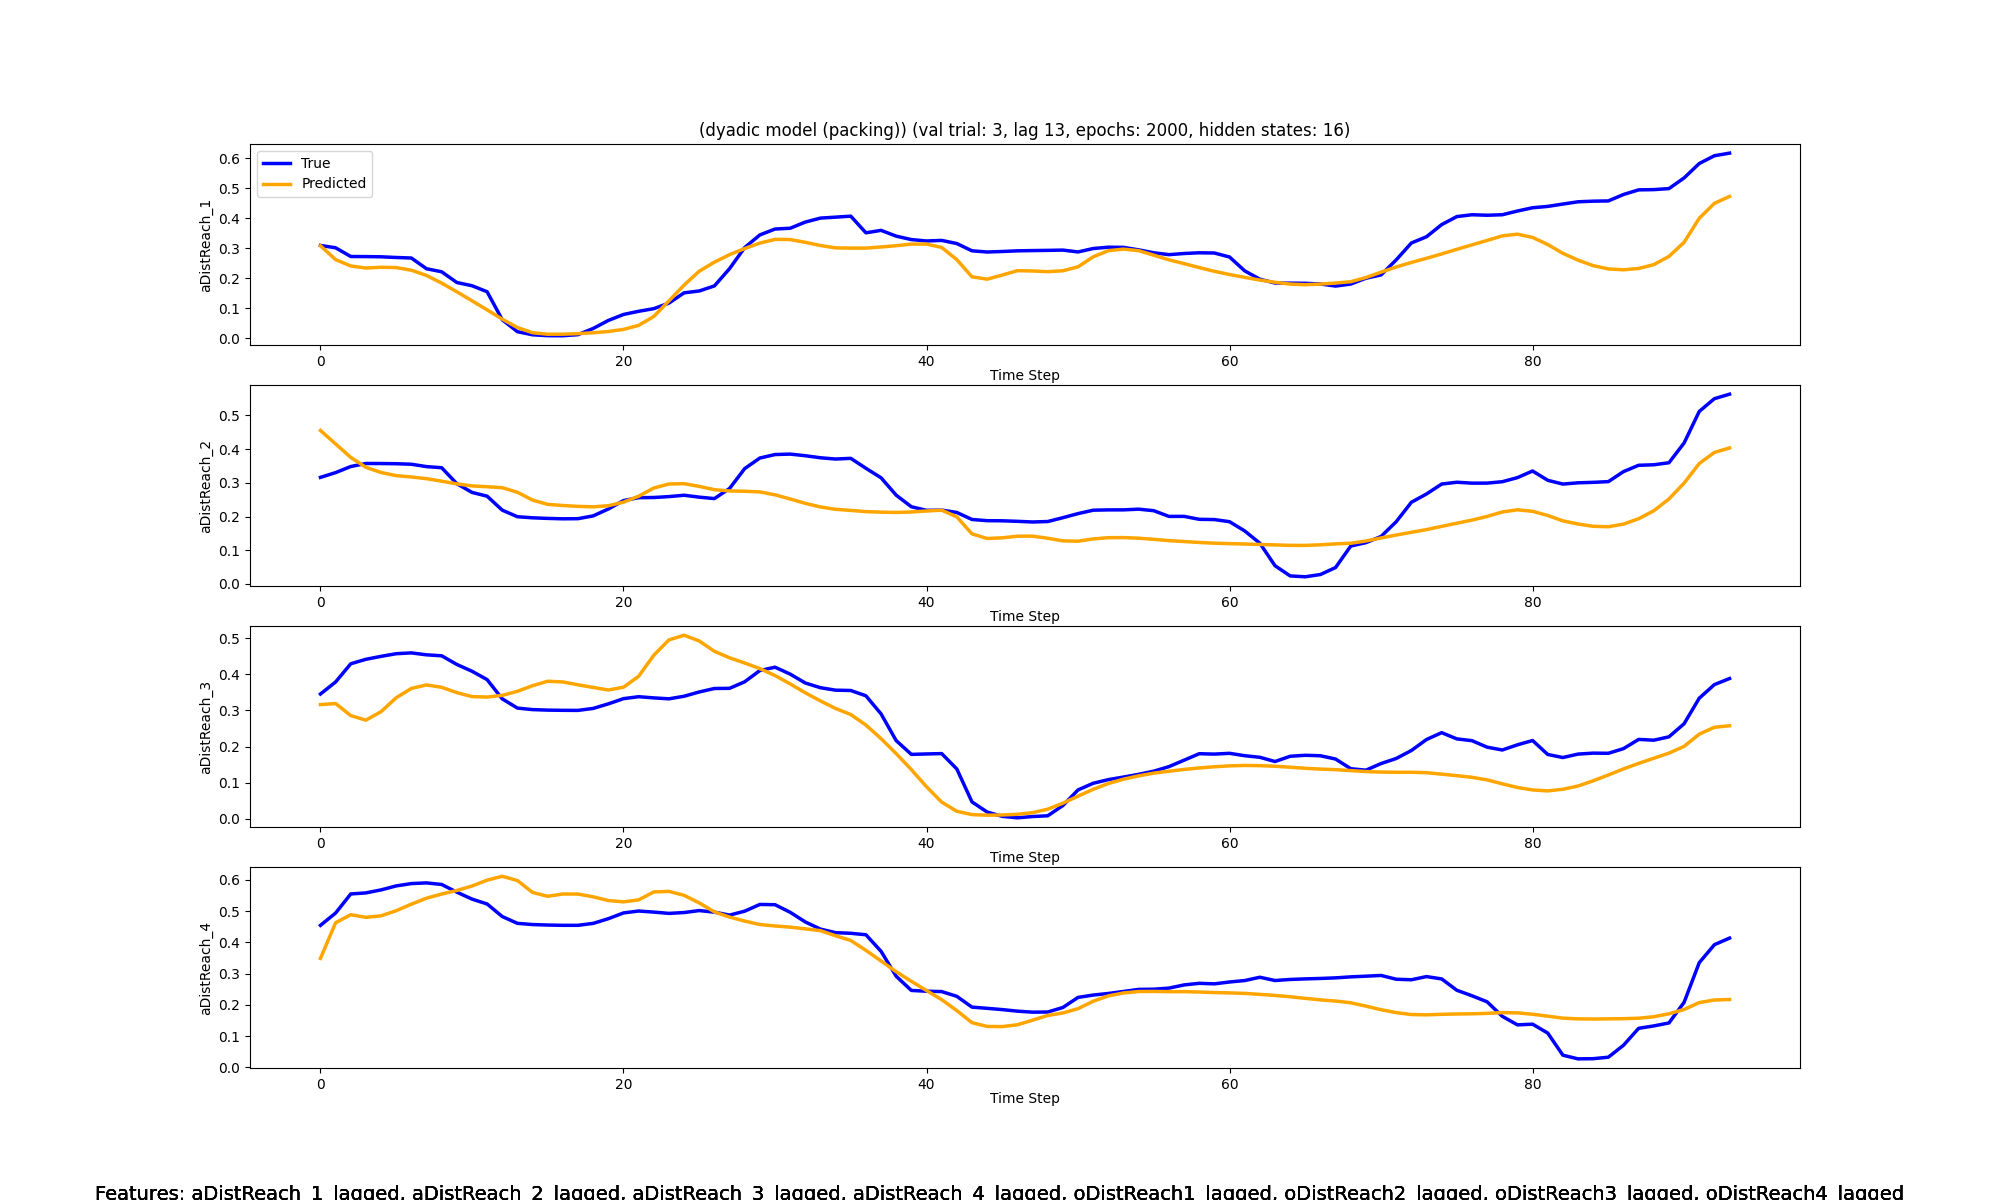 (dyadic model (packing)) (val trial: 3, lag 13, epochs: 2000, hidden states: 16)
True
Predicted
aDistReach_1
0.6
0.5
0.4
0.3
0.2
0.1
0.0
0 20 40 60 80
Time Step
aDistReach_2
0.5
0.4
0.3
0.2
0.1
0.0
0 20 40 60 80
Time Step
aDistReach_3
0.5
0.4
0.3
0.2
0.1
0.0
0 20 40 60 80
Time Step
aDistReach_4
0.6
0.5
0.4
0.3
0.2
0.1
0.0
0 20 40 60 80
Time Step
Features: aDistReach_1_lagged, aDistReach_2_lagged, aDistReach_3_lagged, aDistReach_4_lagged, oDistReach1_lagged, oDistReach2_lagged, oDistReach3_lagged, oDistReach4_lagged